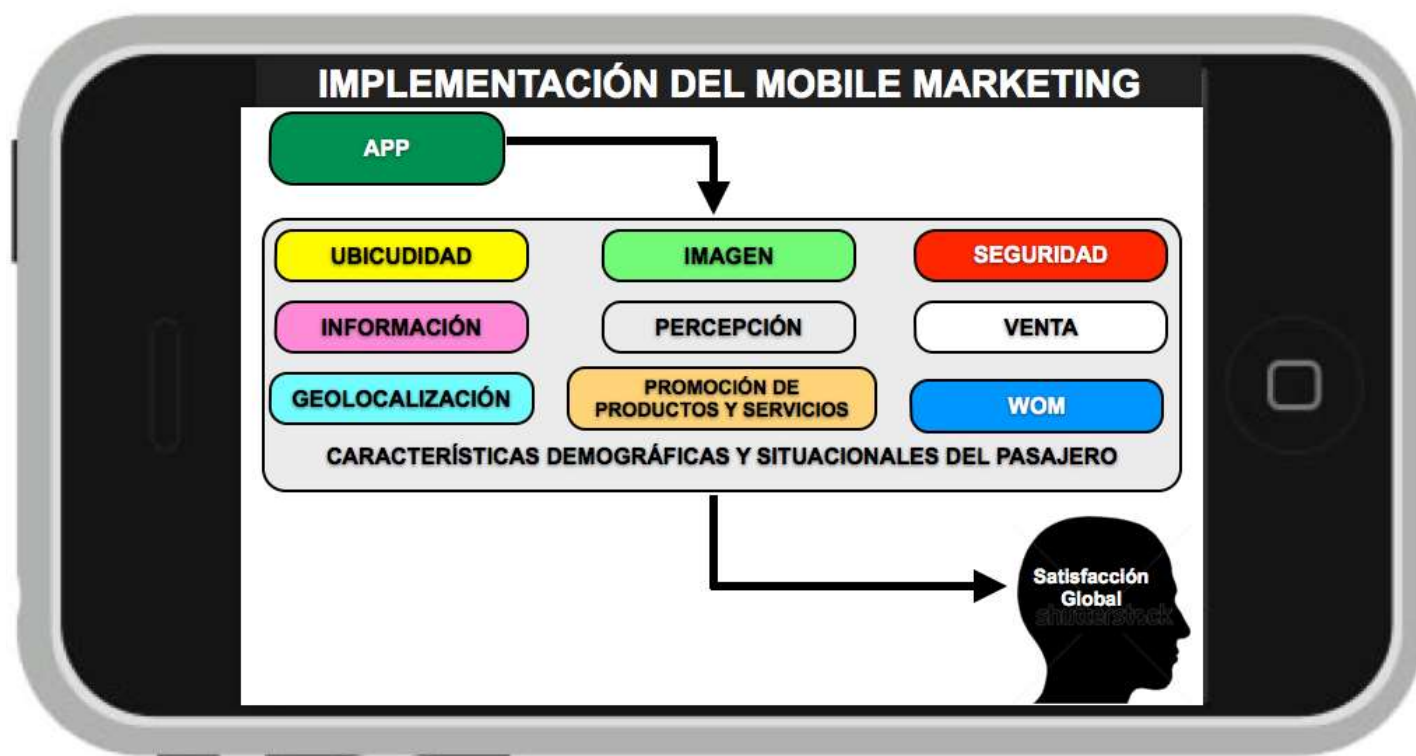 IMPLEMENTACIÓN DEL MOBILE MARKETING
APP
UBICUDIDAD
IMAGEN
SEGURIDAD
INFORMACIÓN
PERCEPCIÓN
VENTA
GEOLOCALIZACIÓN
PROMOCIÓN DE
PRODUCTOS Y SERVICIOS
WOM
CARACTERÍSTICAS DEMOGRÁFICAS Y SITUACIONALES DEL PASAJERO
Satisfacción
Global
shutterstock